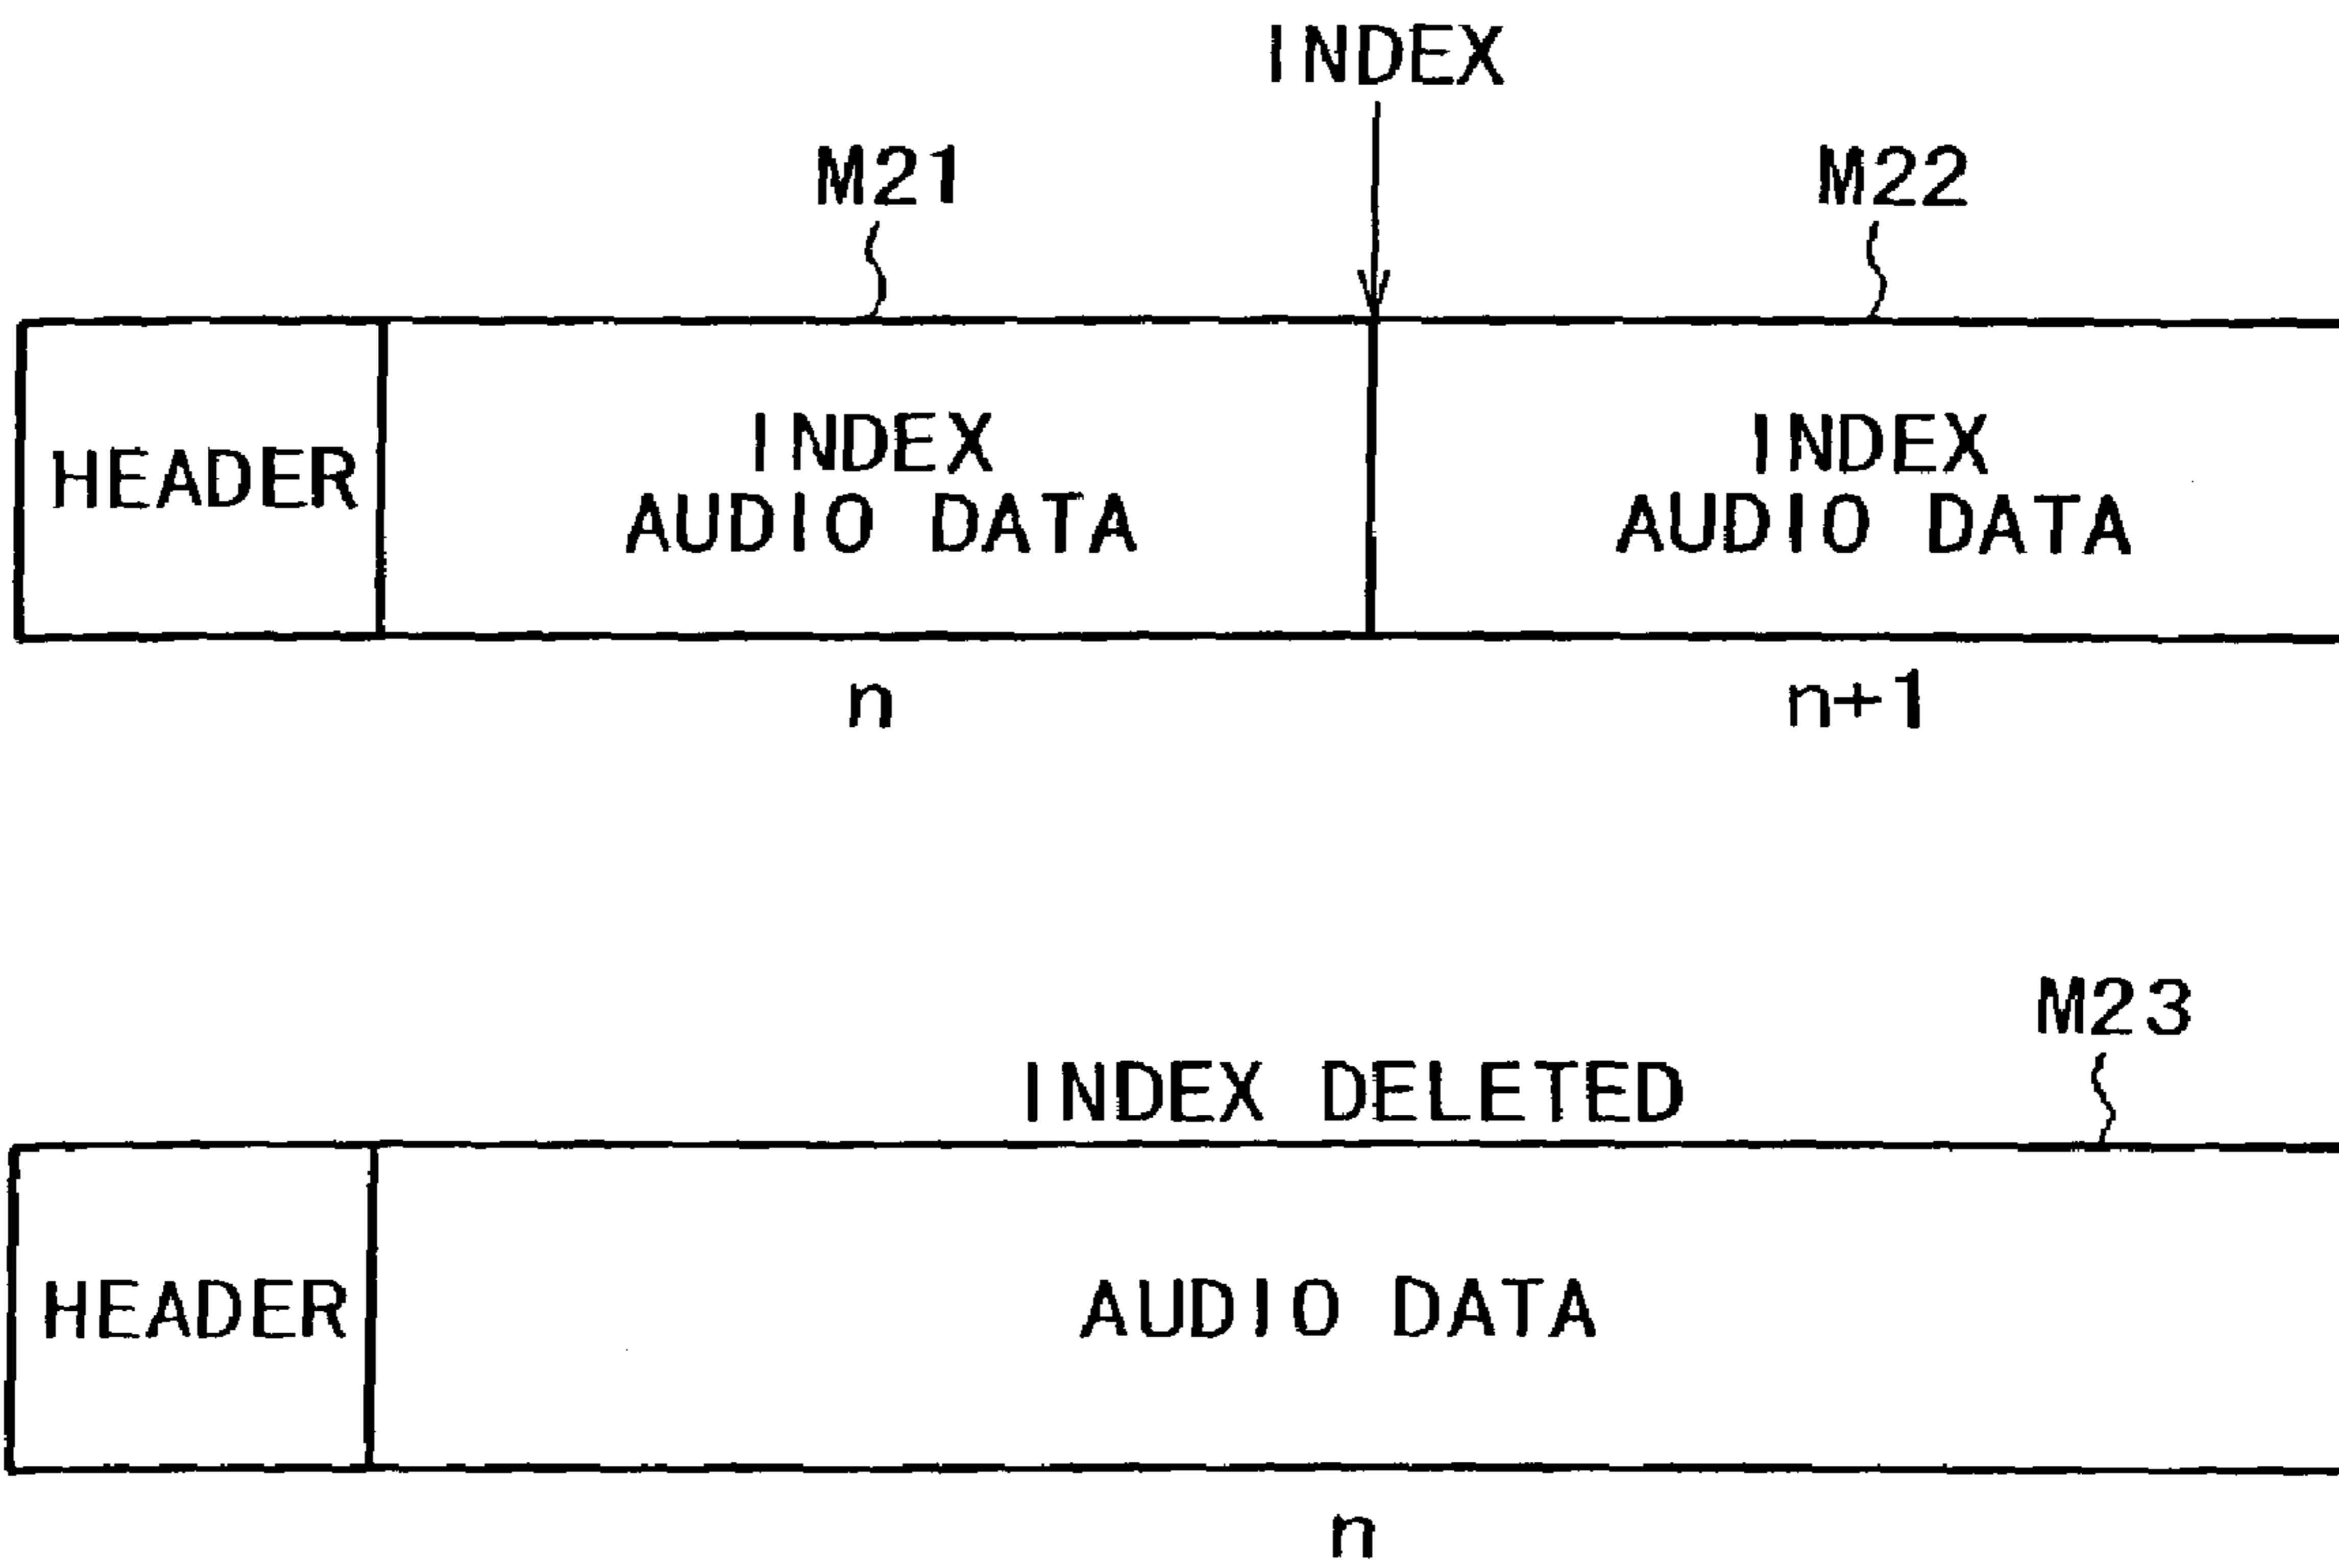 INDEX
M21 M22
HEADER
INDEX
AUDIO DATA
INDEX
AUDIO DATA
n n+1
M23
INDEX DELETED
HEADER
AUDIO DATA
n